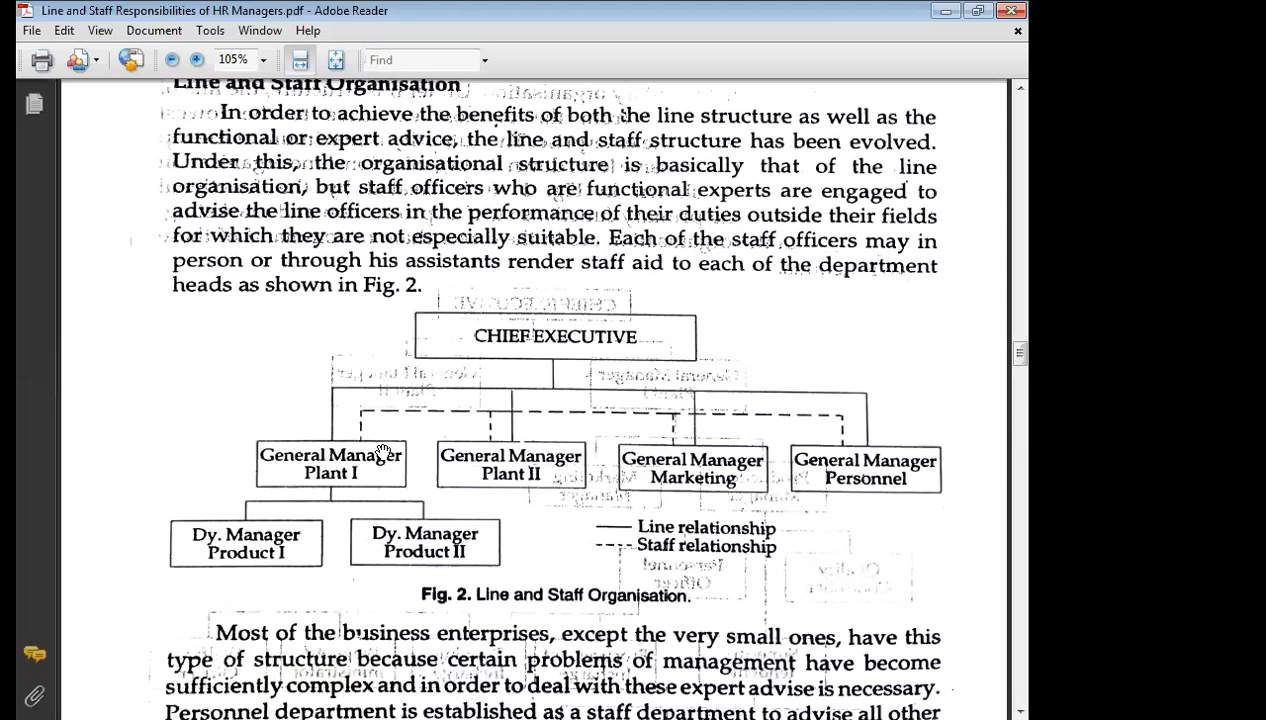 Line and Staff Responsibilities of HR Managers.pdf - Adobe Reader
File Edit View Document Tools Window Help
105% Find
Line and Staff Organisation
In order to achieve the benefits of both the line structure as well as the
functional or expert advice, the line and staff structure has been evolved.
Under this, the organisational structure is basically that of the line
organisation, but staff officers who are functional experts are engaged to
advise the line officers in the performance of their duties outside their fields
for which they are not especially suitable. Each of the staff officers may in
person or through his assistants render staff aid to each of the department
heads as shown in Fig. 2.
CHIEF EXECUTIVE
General Manager
Plant I
General Manager
Plant II
General Manager
Marketing
General Manager
Personnel
Dy. Manager
Product I
Dy. Manager
Product II
Line relationship
Staff relationship
Fig. 2. Line and Staff Organisation.
Most of the business enterprises, except the very small ones, have this
type of structure because certain problems of management have become
sufficiently complex and in order to deal with these expert advise is necessary.
Personnel department is established as a staff department to advise all other